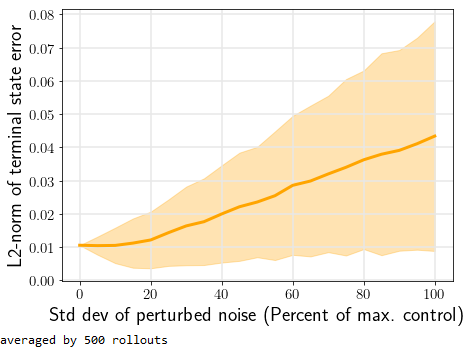 0.08
0.07
0.06
0.05
0.04
0.03
0.02
0.01
0.00
L2-norm of terminal state error
0 20 40 60 80 100
Std dev of perturbed noise (Percent of max. control)
averaged by 500 rollouts